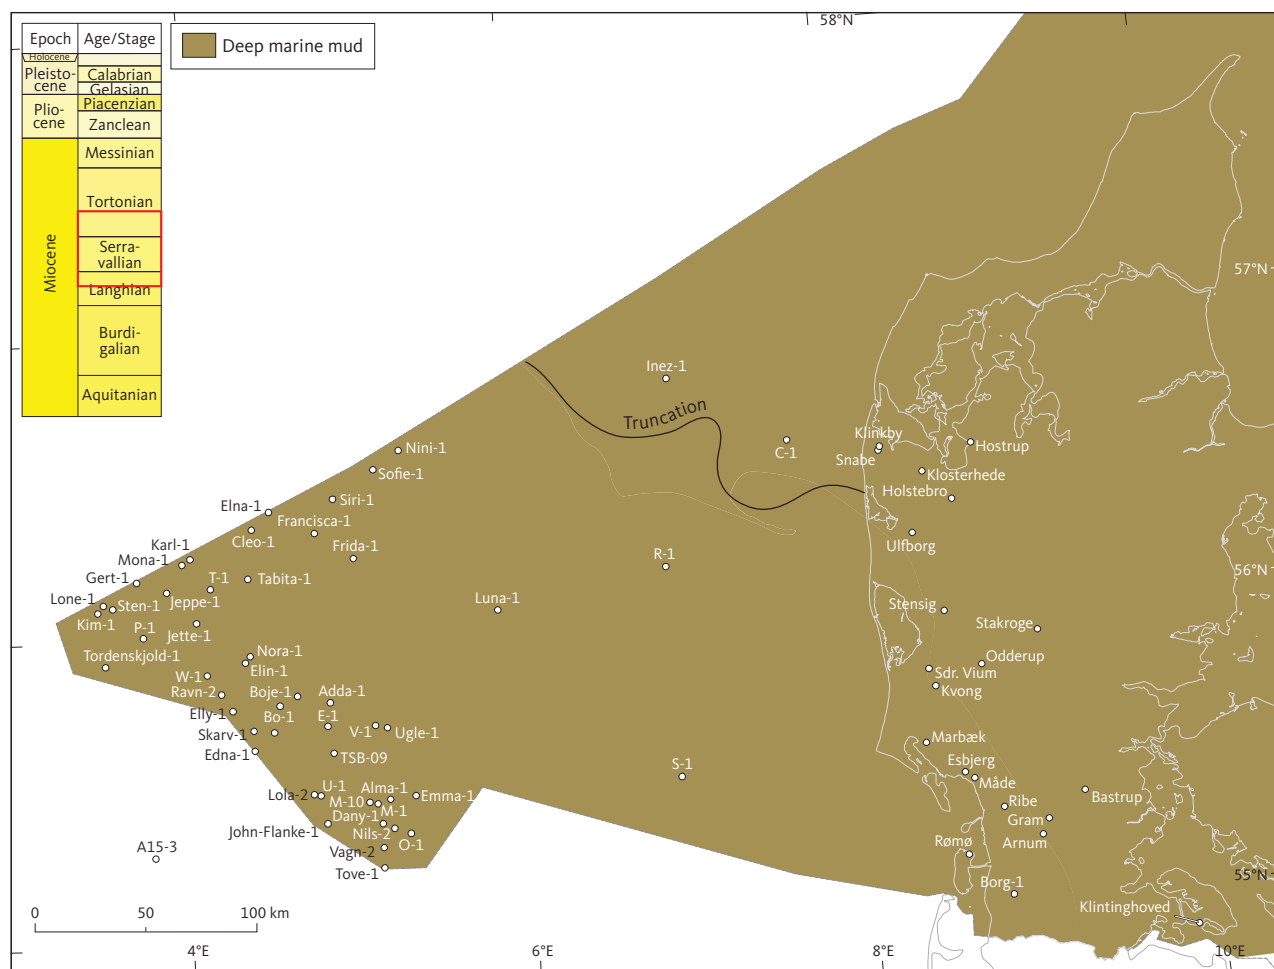 58°N
Epoch Age/Stage
Deep marine mud
Holocene
Pleisto-
cene
Calabrian
Gelasian
Plio-
cene
Piacenzian
Zanclean
Messinian
Tortonian
Miocene
Serra-
vallian
57°N
Langhian
Burdi-
galian
Aquitanian
Inez-1
Truncation
Klinkby
Nini-1
C-1
Snabe
Hostrup
Sofie-1
Klosterhede
Holstebro
Siri-1
Elna-1
Francisca-1
Cleo-1
Ulfborg
Karl-1
Frida-1
R-1
Mona-1
56°N
Gert-1
T-1
Tabita-1
Lone-1
Sten-1
Jeppe-1
Luna-1
Stensig
Kim-1
P-1
Jette-1
Stakroge
Tordenskjold-1
Nora-1
Odderup
Elin-1
W-1
Sdr. Vium
Ravn-2
Boje-1
Adda-1
Kvong
Elly-1
Bo-1
E-1
Skarv-1
V-1
Ugle-1
Marbæk
Edna-1
TSB-09
S-1
Esbjerg
Måde
Lola-2
U-1
Alma-1
Emma-1
Bastrup
M-10
M-1
Ribe
Dany-1
Gram
John-Flanke-1
Nils-2
O-1
Arnum
A15-3
Vagn-2
Rømø
Tove-1
55°N
Borg-1
Klintinghoved
0 50 100 km
4°E 6°E 8°E 10°E